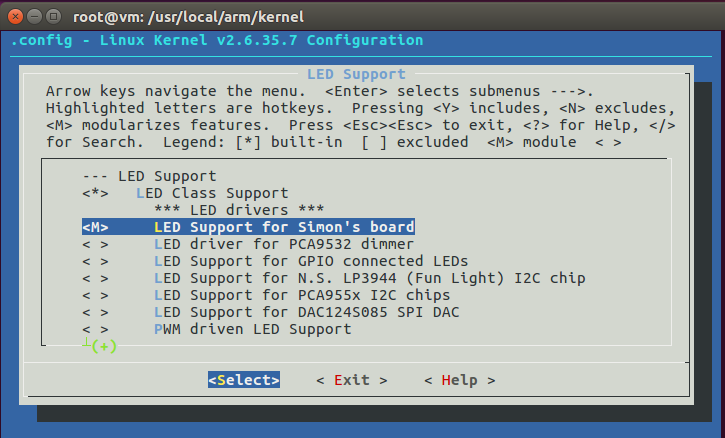 root@vm: /usr/local/arm/kernel
.config - Linux Kernel v2.6.35.7 Configuration
LED Support
Arrow keys navigate the menu.  <Enter> selects submenus --->.
Highlighted letters are hotkeys.  Pressing <Y> includes, <N> excludes,
<M> modularizes features.  Press <Esc><Esc> to exit, <?> for Help, </>
for Search.  Legend: [*] built-in  [ ] excluded  <M> module  < >
--- LED Support
<*>   LED Class Support
*** LED drivers ***
<M>     LED Support for Simon's board
< >     LED driver for PCA9532 dimmer
< >     LED Support for GPIO connected LEDs
< >     LED Support for N.S. LP3944 (Fun Light) I2C chip
< >     LED Support for PCA955x I2C chips
< >     LED Support for DAC124S085 SPI DAC
< >     PWM driven LED Support
(+)
<Select>    < Exit >    < Help >